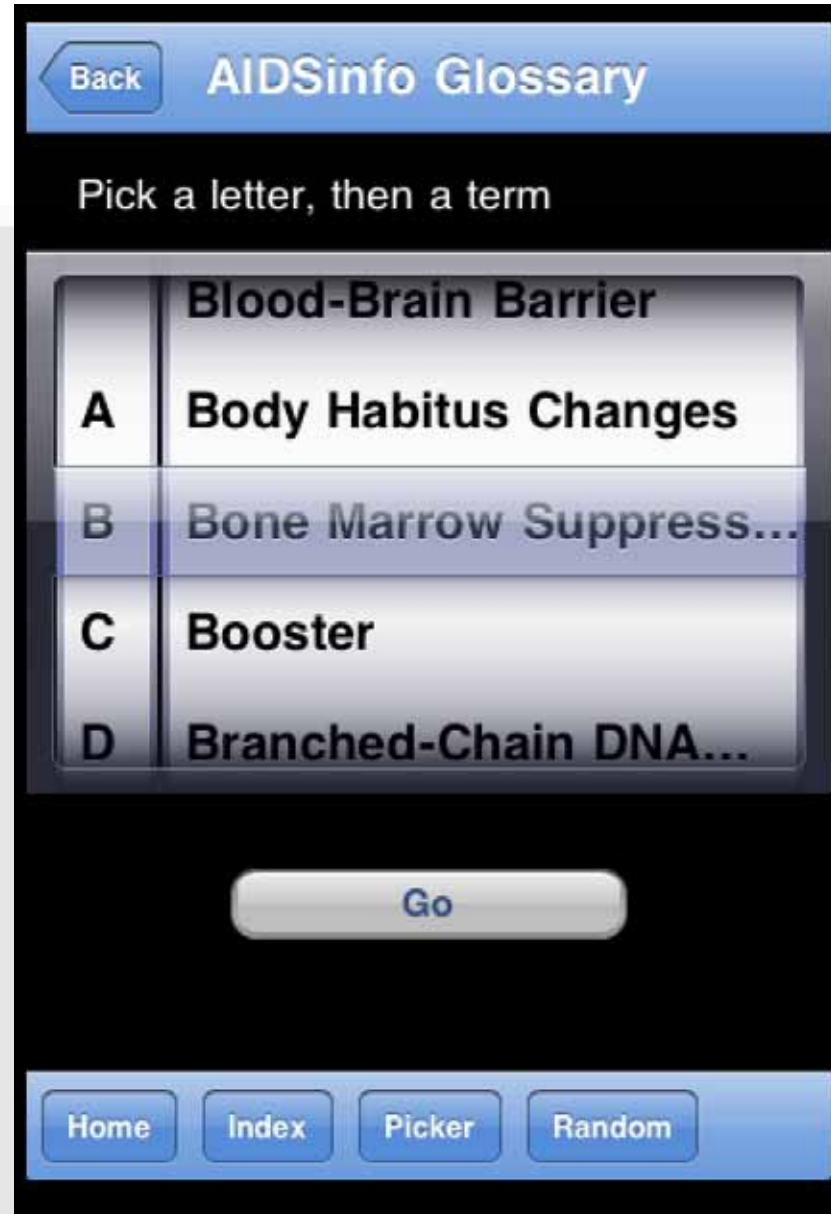 Back AIDSinfo Glossary
Pick a letter, then a term
Blood-Brain Barrier
A Body Habitus Changes
B Bone Marrow Suppress...
C Booster
D Branched-Chain DNA...
Go
Home Index Picker Random